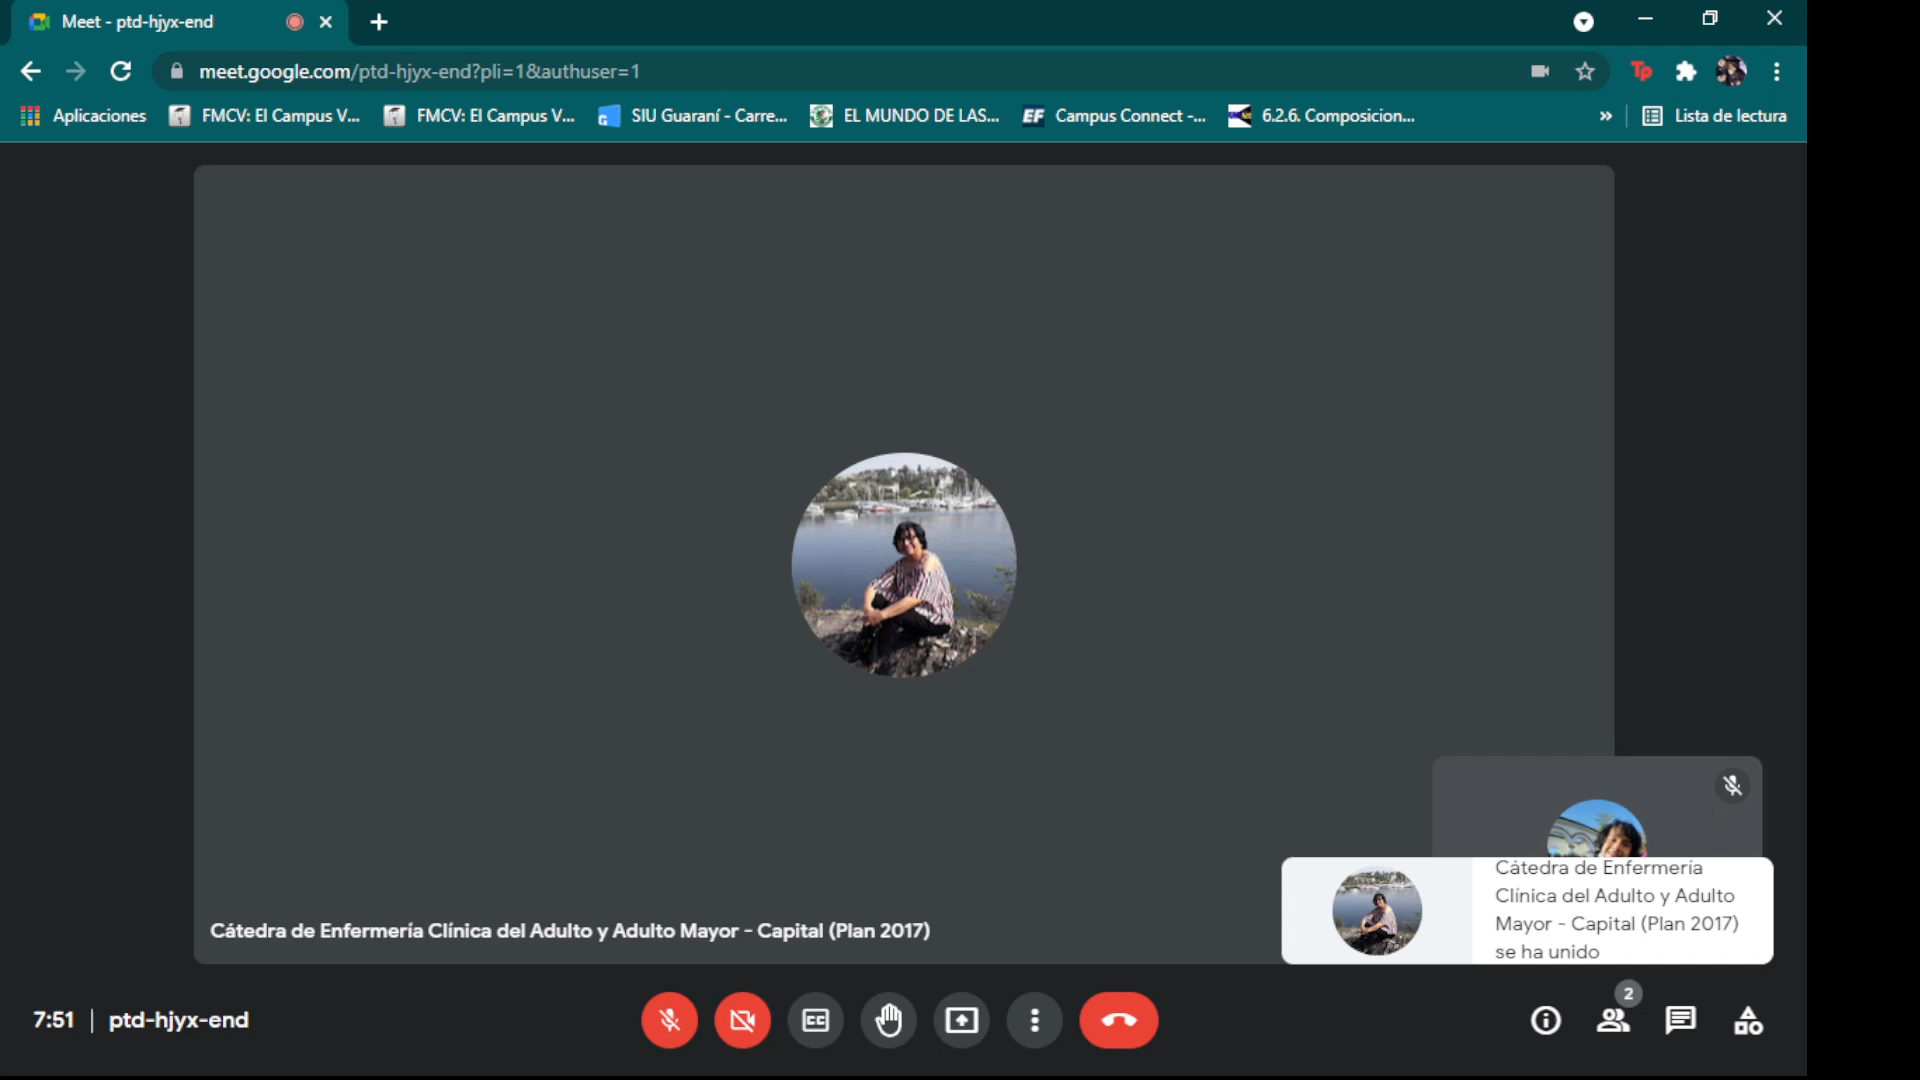 Meet - ptd-hjyx-end
meet.google.com/ptd-hjyx-end?pli=1&authuser=1
Tp
Aplicaciones
FMCV: El Campus V...
FMCV: El Campus V...
SIU Guaraní - Carre...
EL MUNDO DE LAS...
EF Campus Connect -...
6.2.6. Composicion...
» Lista de lectura
Cátedra de Enfermería Clínica del Adulto y Adulto Mayor - Capital (Plan 2017)
Cátedra de Enfermería
Clínica del Adulto y Adulto
Mayor - Capital (Plan 2017)
se ha unido
7:51 | ptd-hjyx-end
CC
2